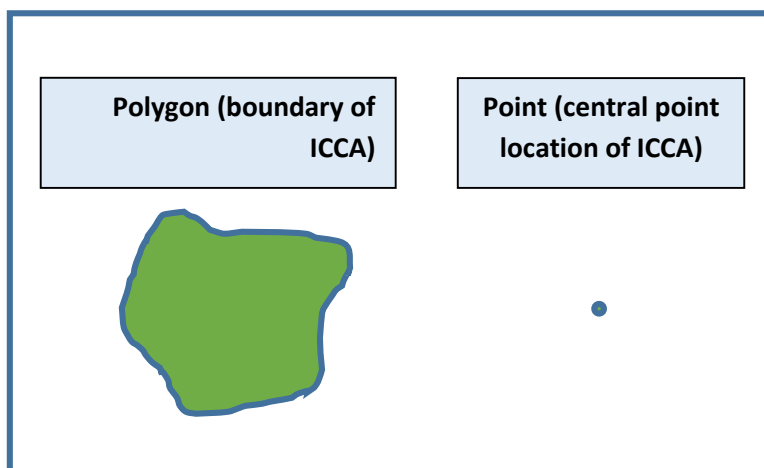 Polygon (boundary of
ICCA)
Point (central point
location of ICCA)